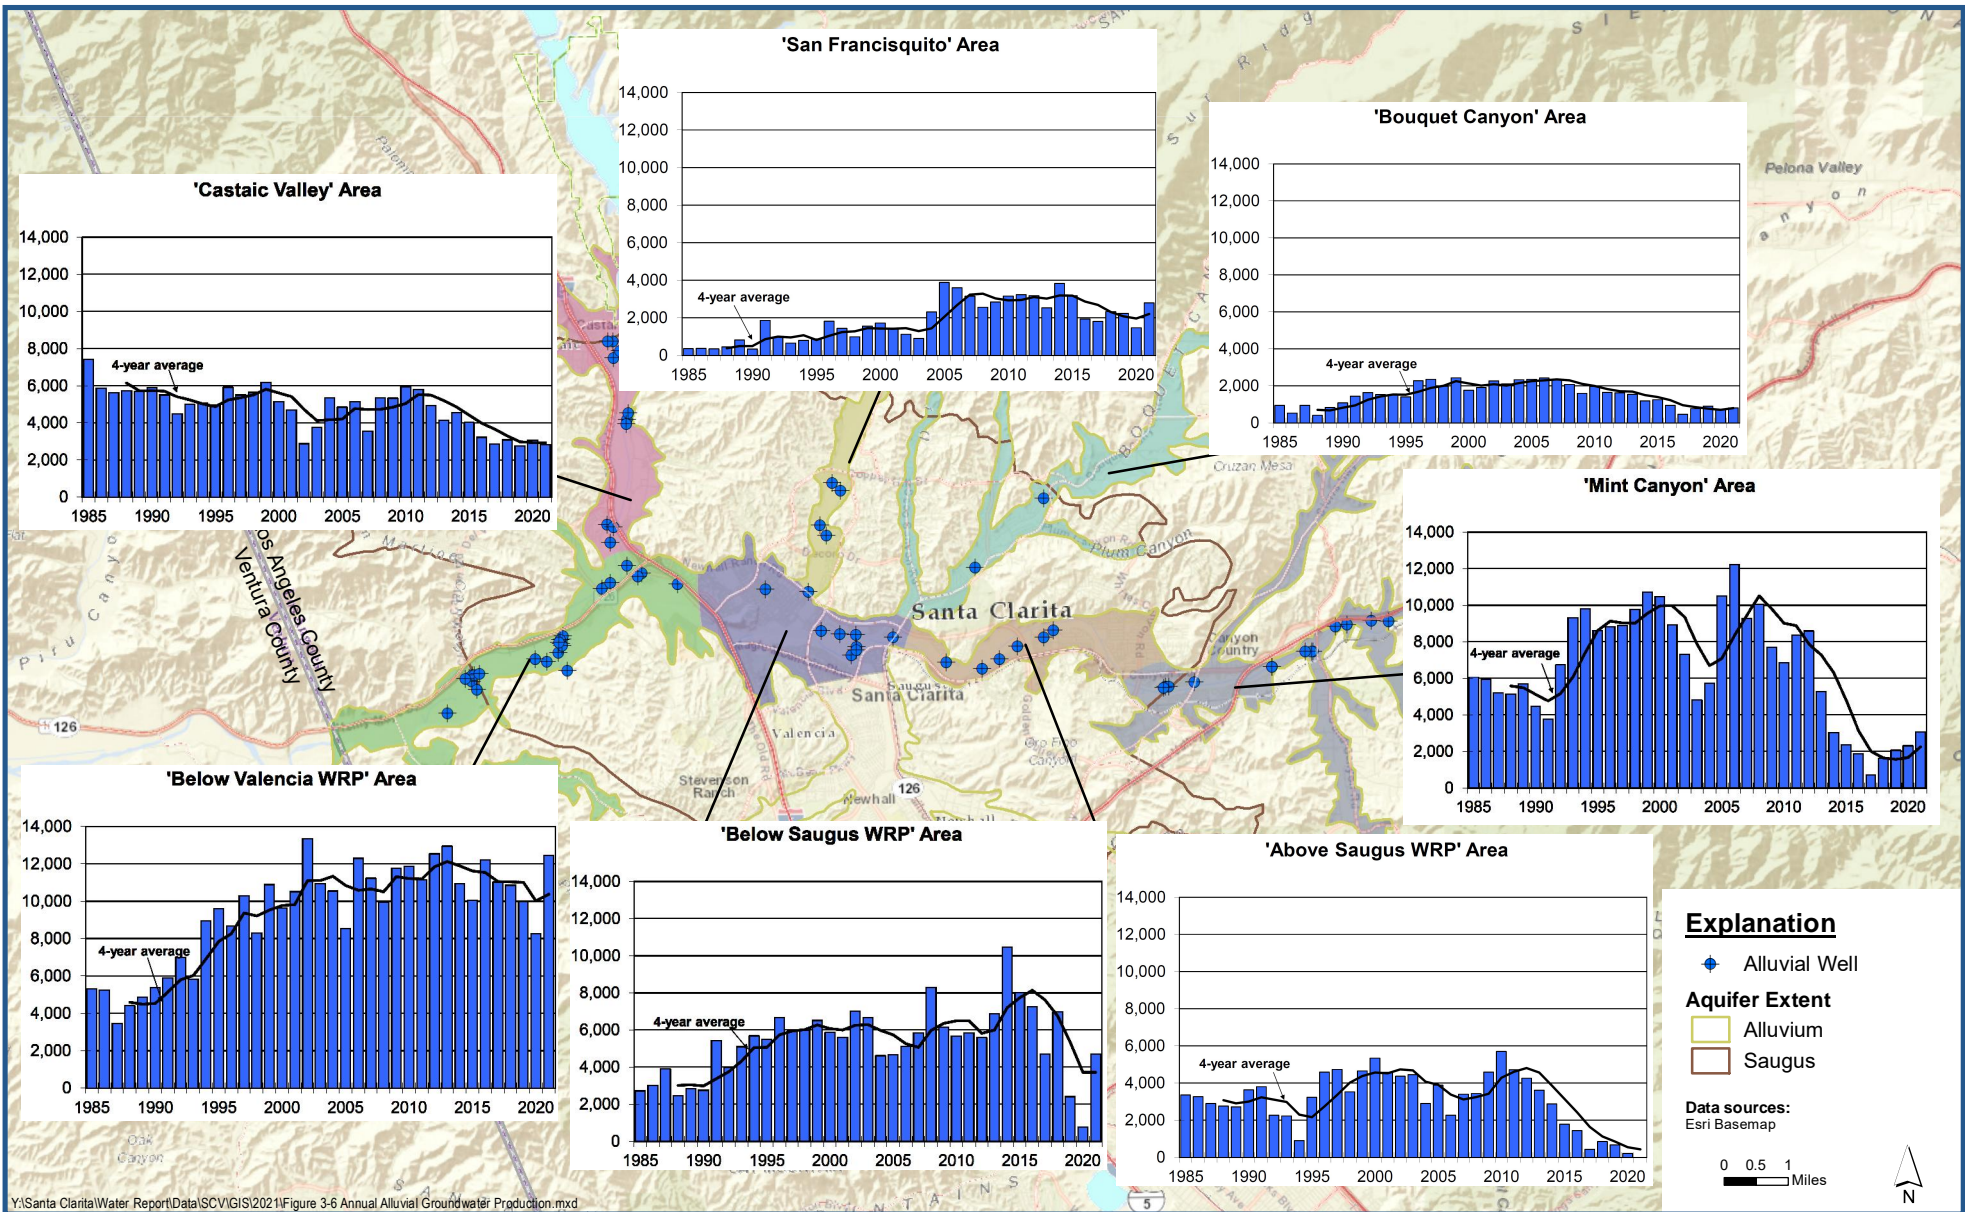 'San Francisquito' Area
14,000
12,000
10,000
8,000
6,000
4,000
2,000
0
4-year average
1985 1990 1995 2000 2005 2010 2015 2020
'Bouquet Canyon' Area
14,000
12,000
10,000
8,000
6,000
4,000
2,000
0
4-year average
1985 1990 1995 2000 2005 2010 2015 2020
'Castaic Valley' Area
14,000
12,000
10,000
8,000
6,000
4,000
2,000
0
4-year average
1985 1990 1995 2000 2005 2010 2015 2020
'Mint Canyon' Area
14,000
12,000
10,000
8,000
6,000
4,000
2,000
0
4-year average
1985 1990 1995 2000 2005 2010 2015 2020
Pelona Valley
Cruzan Mesa
Plum Canyon
Santa Clarita
Canyon
Country
Saugus
Santa Clarita
Valencia
Stevenson
Ranch
Newhall
126
126
Los Angeles County
Ventura County
'Below Valencia WRP' Area
14,000
12,000
10,000
8,000
6,000
4,000
2,000
0
4-year average
1985 1990 1995 2000 2005 2010 2015 2020
'Below Saugus WRP' Area
14,000
12,000
10,000
8,000
6,000
4,000
2,000
0
4-year average
1985 1990 1995 2000 2005 2010 2015 2020
'Above Saugus WRP' Area
14,000
12,000
10,000
8,000
6,000
4,000
2,000
0
4-year average
1985 1990 1995 2000 2005 2010 2015 2020
Explanation
Alluvial Well
Aquifer Extent
Alluvium
Saugus
Data sources:
Esri Basemap
0 0.5 1
Miles
N
Oak
Canyon
5
Y:\Santa Clarita\Water Report\Data\SCV\GIS\2021\Figure 3-6 Annual Alluvial Groundwater Production.mxd